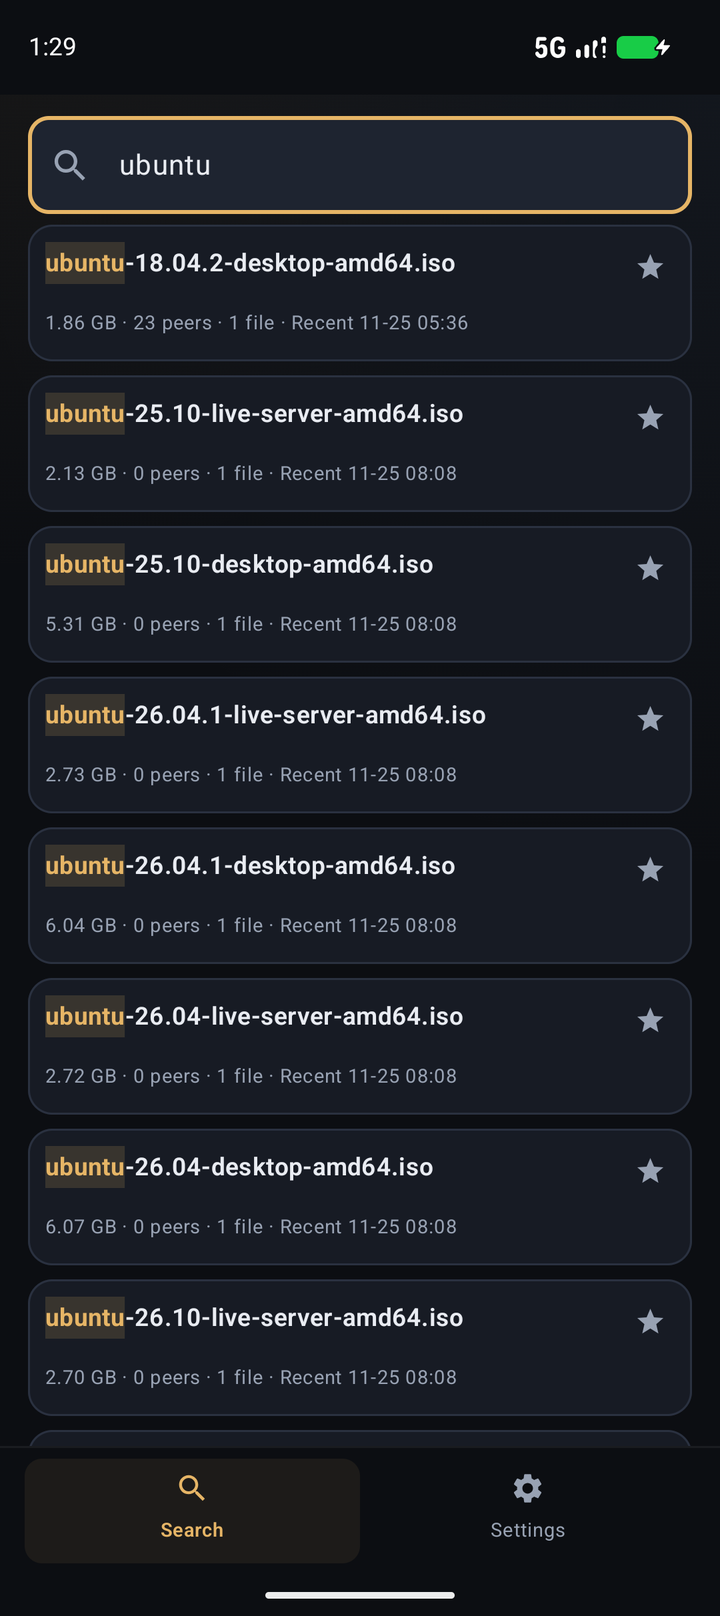 1:29
5G
ubuntu
ubuntu-18.04.2-desktop-amd64.iso
1.86 GB · 23 peers · 1 file · Recent 11-25 05:36
ubuntu-25.10-live-server-amd64.iso
2.13 GB · 0 peers · 1 file · Recent 11-25 08:08
ubuntu-25.10-desktop-amd64.iso
5.31 GB · 0 peers · 1 file · Recent 11-25 08:08
ubuntu-26.04.1-live-server-amd64.iso
2.73 GB · 0 peers · 1 file · Recent 11-25 08:08
ubuntu-26.04.1-desktop-amd64.iso
6.04 GB · 0 peers · 1 file · Recent 11-25 08:08
ubuntu-26.04-live-server-amd64.iso
2.72 GB · 0 peers · 1 file · Recent 11-25 08:08
ubuntu-26.04-desktop-amd64.iso
6.07 GB · 0 peers · 1 file · Recent 11-25 08:08
ubuntu-26.10-live-server-amd64.iso
2.70 GB · 0 peers · 1 file · Recent 11-25 08:08
Search
Settings